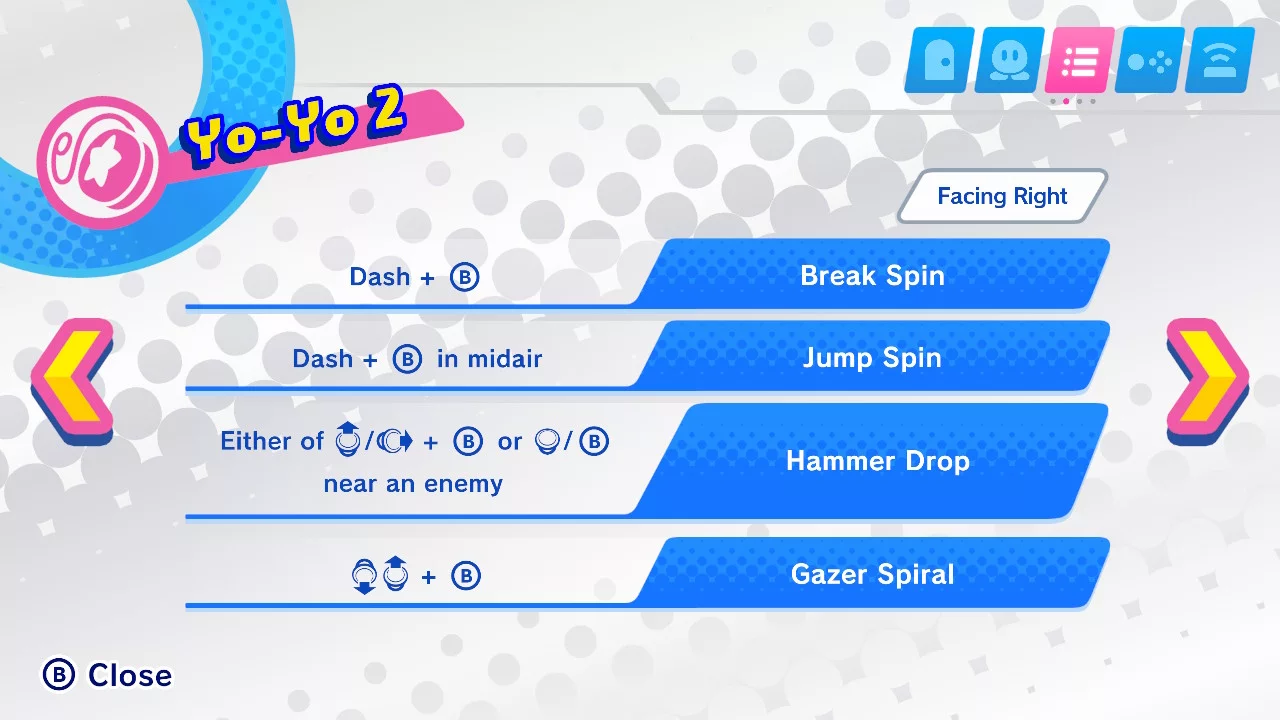 Yo-Yo 2
Facing Right
Dash + Ⓑ
Break Spin
Dash + Ⓑ in midair
Jump Spin
Either of / + Ⓑ or /Ⓑ
near an enemy
Hammer Drop
+ Ⓑ
Gazer Spiral
Ⓑ Close